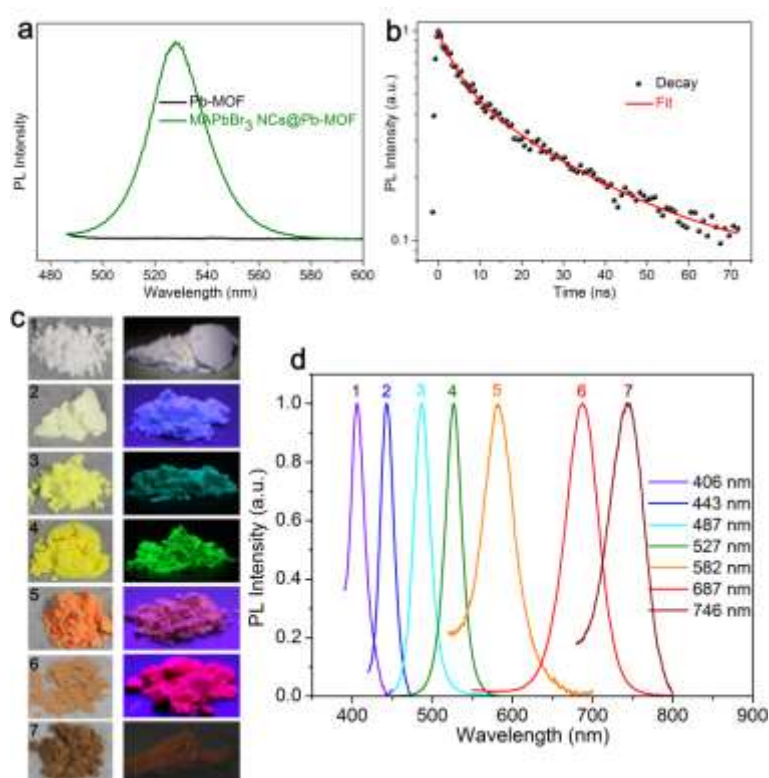 a
PL Intensity
Pb-MOF
MAPbBr3 NCs@Pb-MOF
480 500 520 540 560 580 600
Wavelength (nm)
b
PL Intensity (a.u.)
1
0.1
Decay
Fit
0 10 20 30 40 50 60 70
Time (ns)
c
1
2
3
4
5
6
7
d
PL Intensity (a.u.)
1.0
0.8
0.6
0.4
0.2
0.0
1 2 3 4 5 6 7
406 nm
443 nm
487 nm
527 nm
582 nm
687 nm
746 nm
400 500 600 700 800 900
Wavelength (nm)